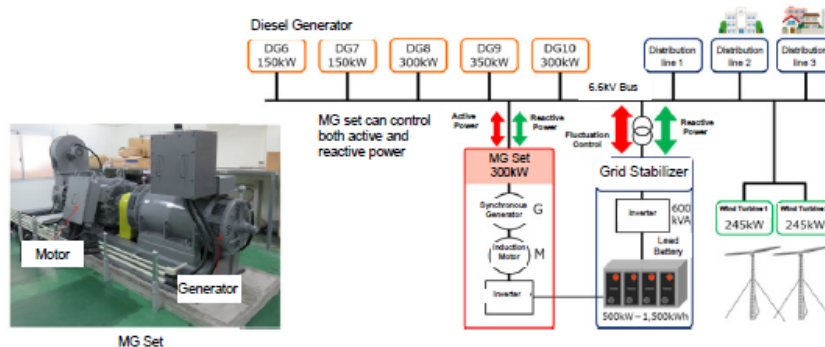 Diesel Generator
DG6
150kW
DG7
150kW
DG8
300kW
DG9
350kW
DG10
300kW
Distribution
line 1
Distribution
line 2
Distribution
line 3
6.6kV Bus
MG set can control
both active and
reactive power
Active
Power
Reactive
Power
Fluctuation
Control
Reactive
Power
MG Set
300kW
Synchronous
Generator
G
Induction
Motor
M
Inverter
Grid Stabilizer
Inverter
600
kVA
Lead
Battery
500kW-1,500kWh
Wind Turbine 1
245kW
Wind Turbine
245kW
Motor
Generator
MG Set